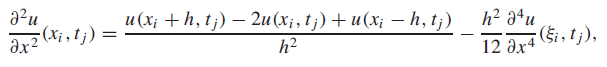 ∂²u/∂x² (xᵢ, tⱼ) = u(xᵢ + h, tⱼ) − 2u(xᵢ, tⱼ) + u(xᵢ − h, tⱼ) / h² − h²/12 ∂⁴u/∂x⁴ (ξᵢ, tⱼ),